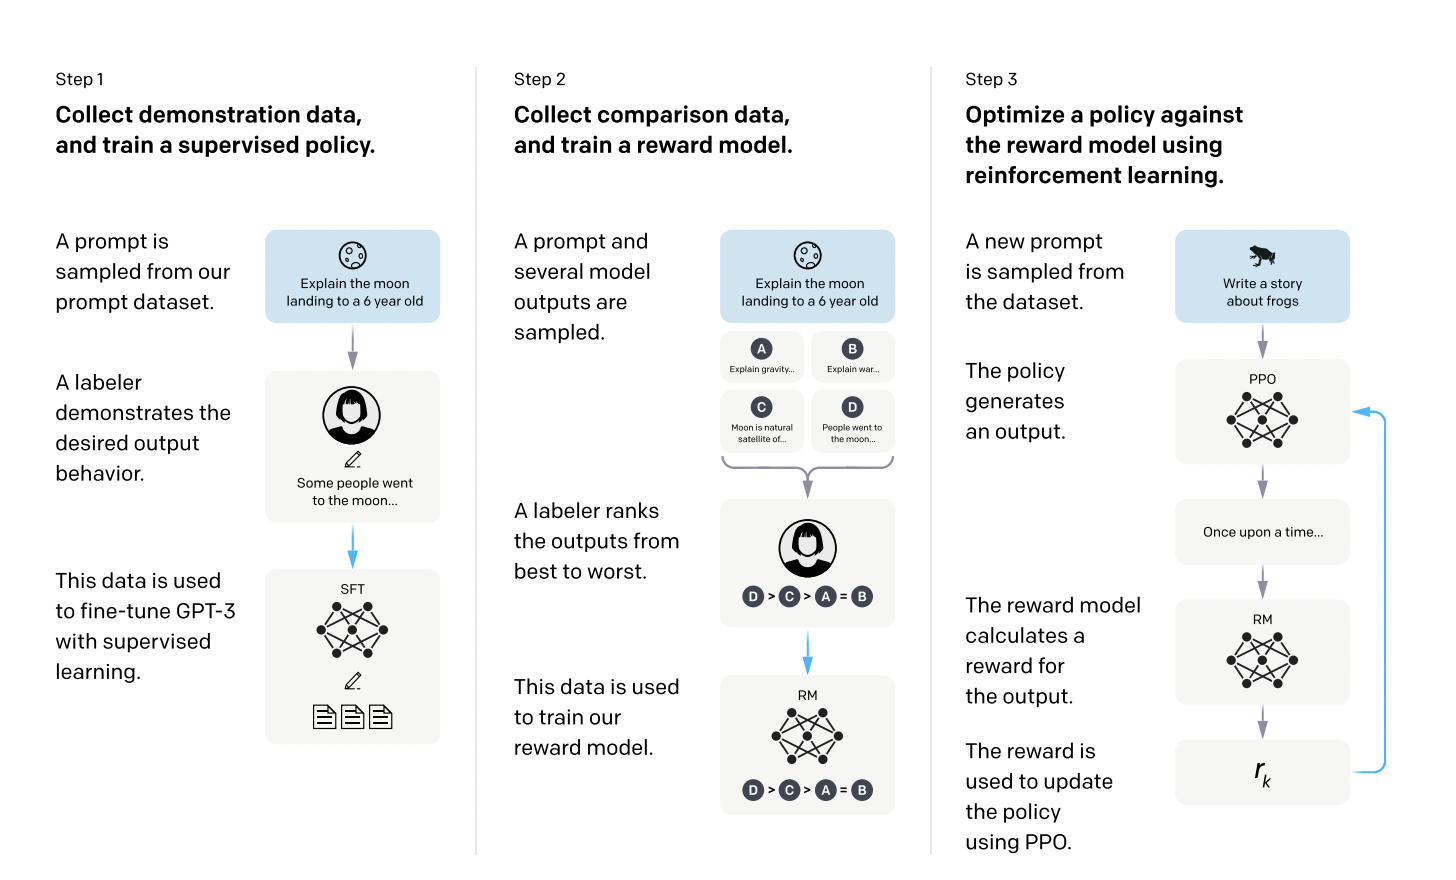 Step 1
Collect demonstration data,
and train a supervised policy.
A prompt is
sampled from our
prompt dataset.
Explain the moon
landing to a 6 year old
A labeler
demonstrates the
desired output
behavior.
Some people went
to the moon...
This data is used
to fine-tune GPT-3
with supervised
learning.
SFT
Step 2
Collect comparison data,
and train a reward model.
A prompt and
several model
outputs are
sampled.
Explain the moon
landing to a 6 year old
A
Explain gravity...
B
Explain war...
C
Moon is natural
satellite of...
D
People went to
the moon...
A labeler ranks
the outputs from
best to worst.
D > C > A = B
This data is used
to train our
reward model.
RM
D > C > A = B
Step 3
Optimize a policy against
the reward model using
reinforcement learning.
A new prompt
is sampled from
the dataset.
Write a story
about frogs
The policy
generates
an output.
PPO
Once upon a time...
The reward model
calculates a
reward for
the output.
RM
The reward is
used to update
the policy
using PPO.
r_k